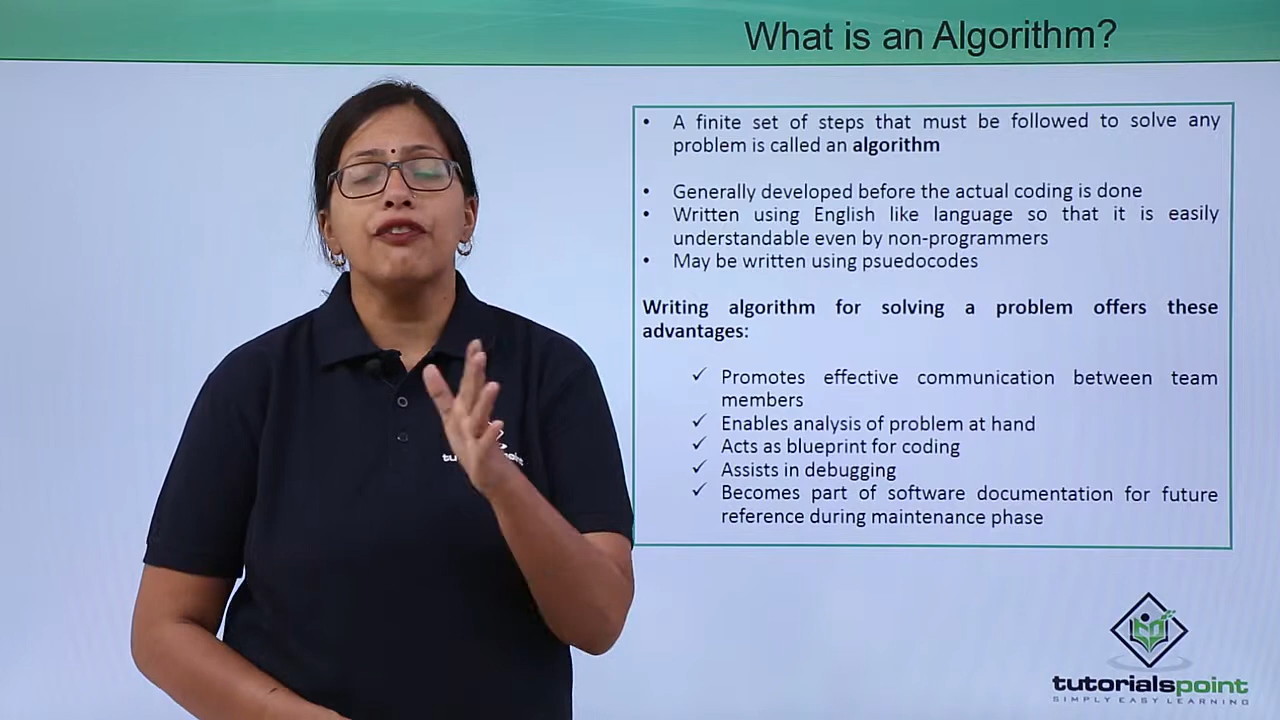 What is an Algorithm?
• A finite set of steps that must be followed to solve any
problem is called an algorithm
• Generally developed before the actual coding is done
• Written using English like language so that it is easily
understandable even by non-programmers
• May be written using psuedocodes
Writing algorithm for solving a problem offers these
advantages:
✓ Promotes effective communication between team
members
✓ Enables analysis of problem at hand
✓ Acts as blueprint for coding
✓ Assists in debugging
✓ Becomes part of software documentation for future
reference during maintenance phase
tutorialspoint
SIMPLY EASY LEARNING